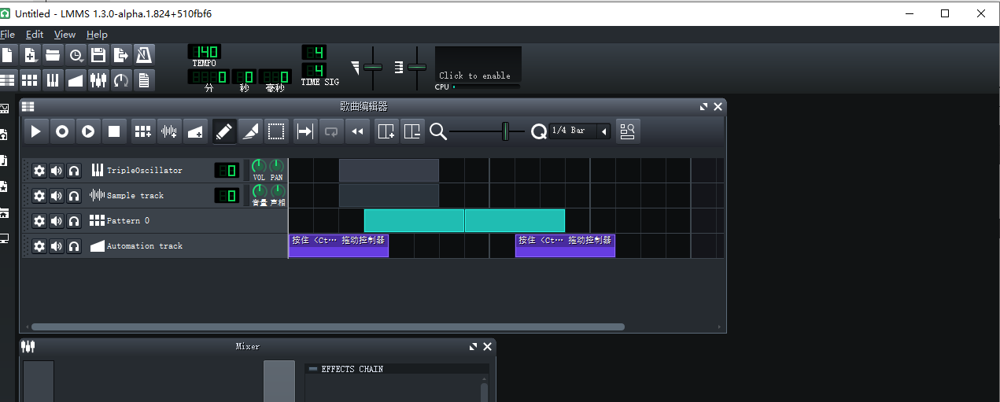 Untitled - LMMS 1.3.0-alpha.1.824+510fbf6
File Edit View Help
140
TEMPO
4
4
TIME SIG
0 0 0
分 秒 毫秒
Click to enable
CPU
歌曲编辑器
1/4 Bar
TripleOscillator 0 VOL PAN
Sample track 0 音量 声相
Pattern 0
Automation track
按住 <Ct… 拖动控制器 按住 <Ct… 拖动控制器
Mixer
EFFECTS CHAIN